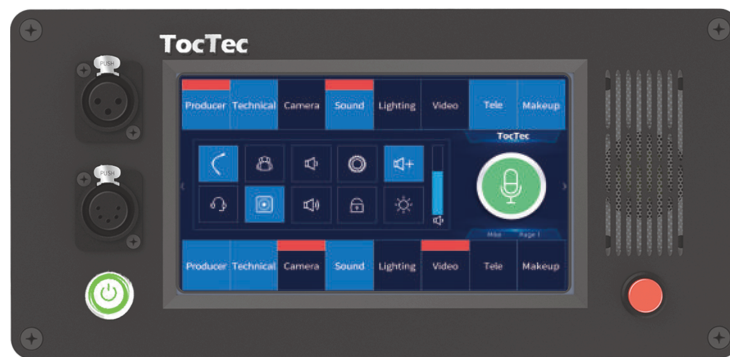 TocTec
PUSH
Producer Technical Camera Sound Lighting Video Tele Makeup
TocTec
PUSH
Mike Page 1
Producer Technical Camera Sound Lighting Video Tele Makeup